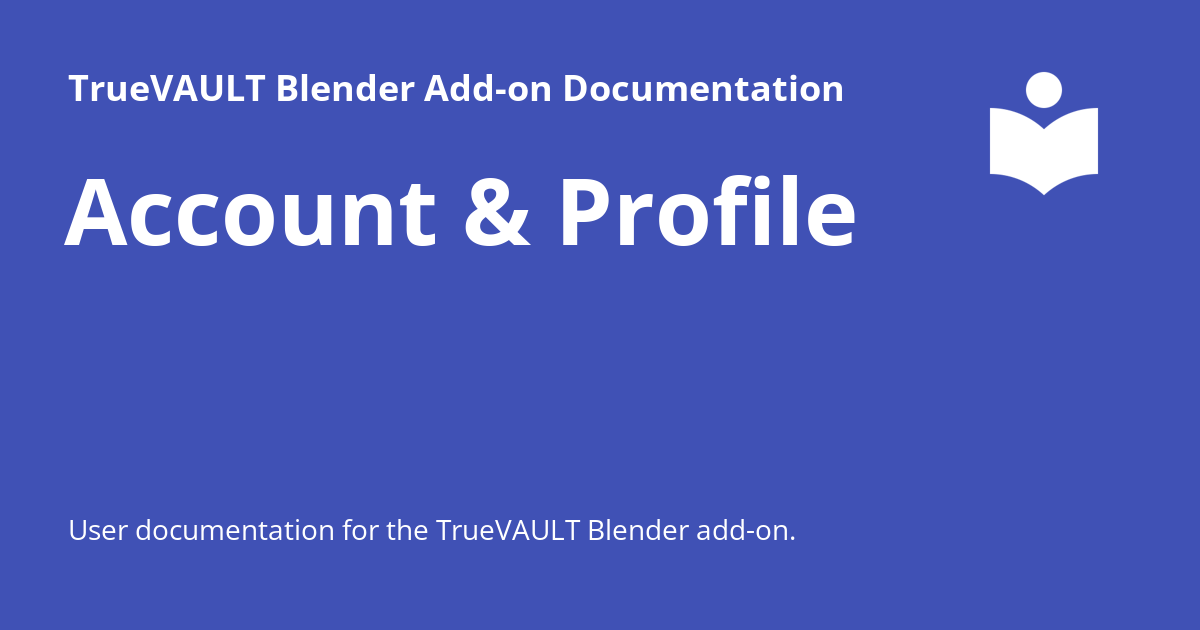 TrueVAULT Blender Add-on Documentation
Account & Profile
User documentation for the TrueVAULT Blender add-on.